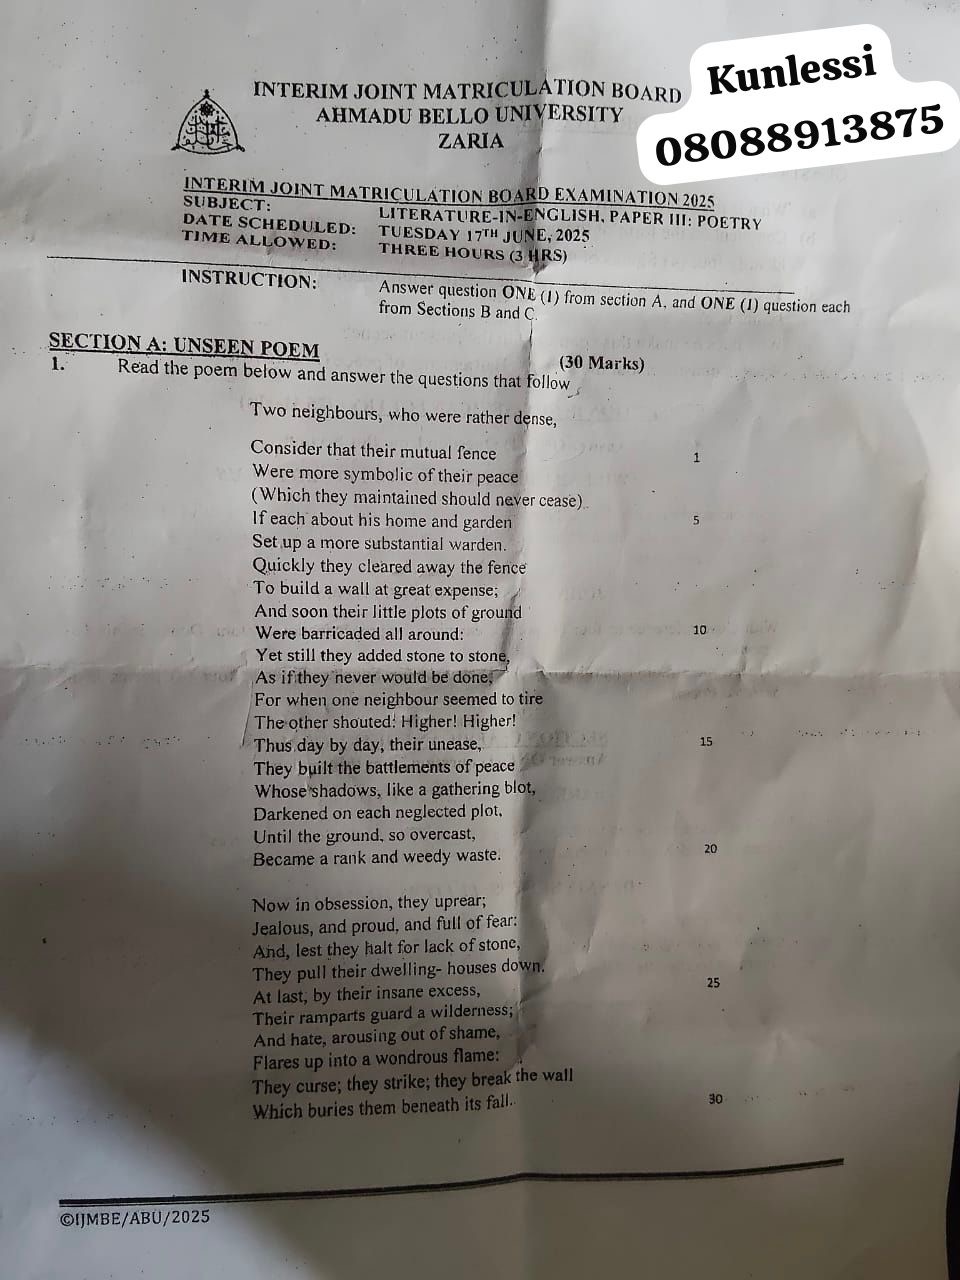 Kunlessi
08088913875
INTERIM JOINT MATRICULATION BOARD
AHMADU BELLO UNIVERSITY
ZARIA
INTERIM JOINT MATRICULATION BOARD EXAMINATION 2025
SUBJECT: LITERATURE-IN-ENGLISH, PAPER III: POETRY
DATE SCHEDULED: TUESDAY 17TH JUNE, 2025
TIME ALLOWED: THREE HOURS (3 HRS)
INSTRUCTION: Answer question ONE (1) from section A, and ONE (1) question each
from Sections B and C.
SECTION A: UNSEEN POEM (30 Marks)
1. Read the poem below and answer the questions that follow
Two neighbours, who were rather dense,
Consider that their mutual fence 1
Were more symbolic of their peace
(Which they maintained should never cease)
If each about his home and garden 5
Set up a more substantial warden.
Quickly they cleared away the fence
To build a wall at great expense;
And soon their little plots of ground
Were barricaded all around: 10
Yet still they added stone to stone,
As if they never would be done,
For when one neighbour seemed to tire
The other shouted: Higher! Higher!
Thus day by day, their unease, 15
They built the battlements of peace
Whose shadows, like a gathering blot,
Darkened on each neglected plot,
Until the ground, so overcast,
Became a rank and weedy waste. 20
Now in obsession, they uprear;
Jealous, and proud, and full of fear:
And, lest they halt for lack of stone,
They pull their dwelling- houses down.
At last, by their insane excess, 25
Their ramparts guard a wilderness;
And hate, arousing out of shame,
Flares up into a wondrous flame:
They curse; they strike; they break the wall
Which buries them beneath its fall. 30
©IJMBE/ABU/2025